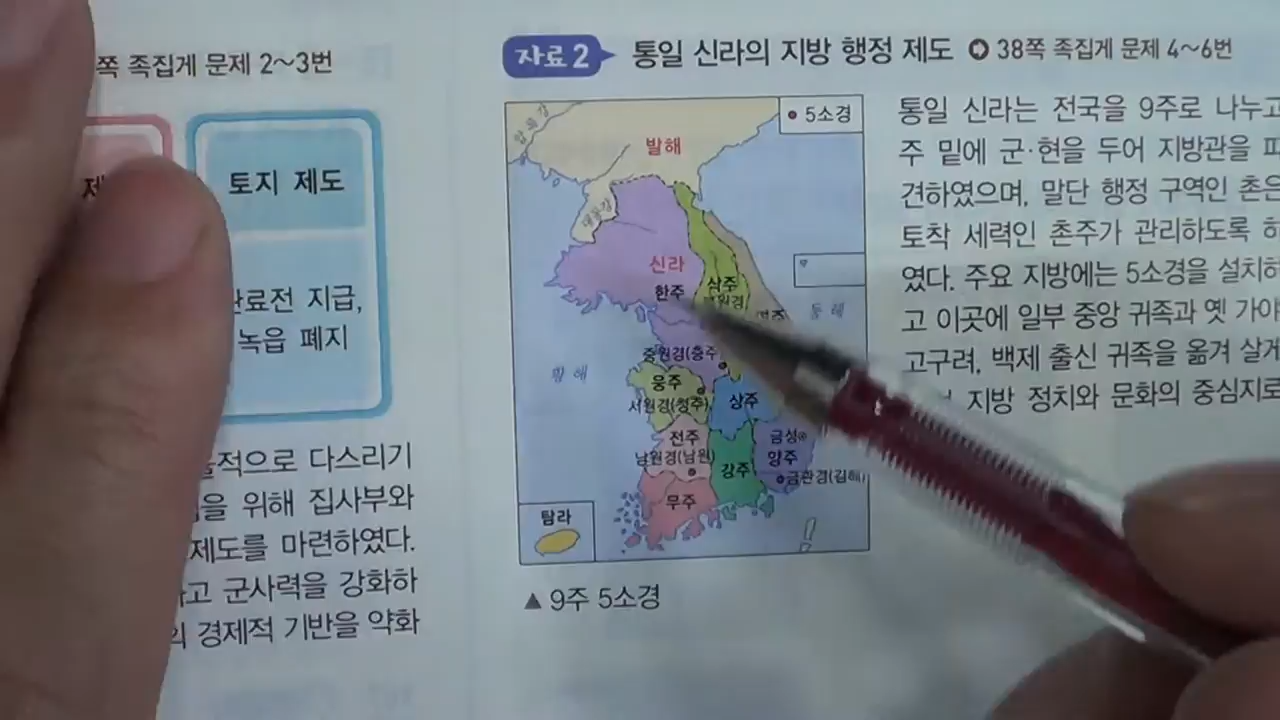 쪽 족집게 문제 2~3번
제
토지 제도
관료전 지급,
녹읍 폐지
적으로 다스리기
을 위해 집사부와
제도를 마련하였다.
고 군사력을 강화하
경제적 기반을 약화
자료 2 통일 신라의 지방 행정 제도 38쪽 족집게 문제 4~6번
5소경
압록강
발해
대동강
신라
한주
삭주
동해
황해
중원경(충주
웅주
서원경(청주)
상주
전주
금성
남원경(남원)
양주
강주
금관경(김해)
무주
탐라
▲ 9주 5소경
통일 신라는 전국을 9주로 나누고
주 밑에 군·현을 두어 지방관을 파
견하였으며, 말단 행정 구역인 촌은
토착 세력인 촌주가 관리하도록 하
였다. 주요 지방에는 5소경을 설치하
고 이곳에 일부 중앙 귀족과 옛 가야
고구려, 백제 출신 귀족을 옮겨 살게
지방 정치와 문화의 중심지로